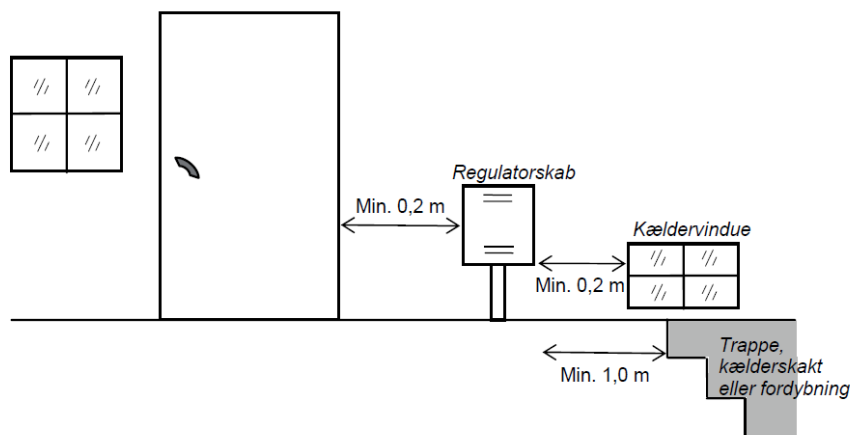 Regulatorskab
Min. 0,2 m
Kældervindue
Min. 0,2 m
Trappe,
kælderskakt
eller fordybning
Min. 1,0 m